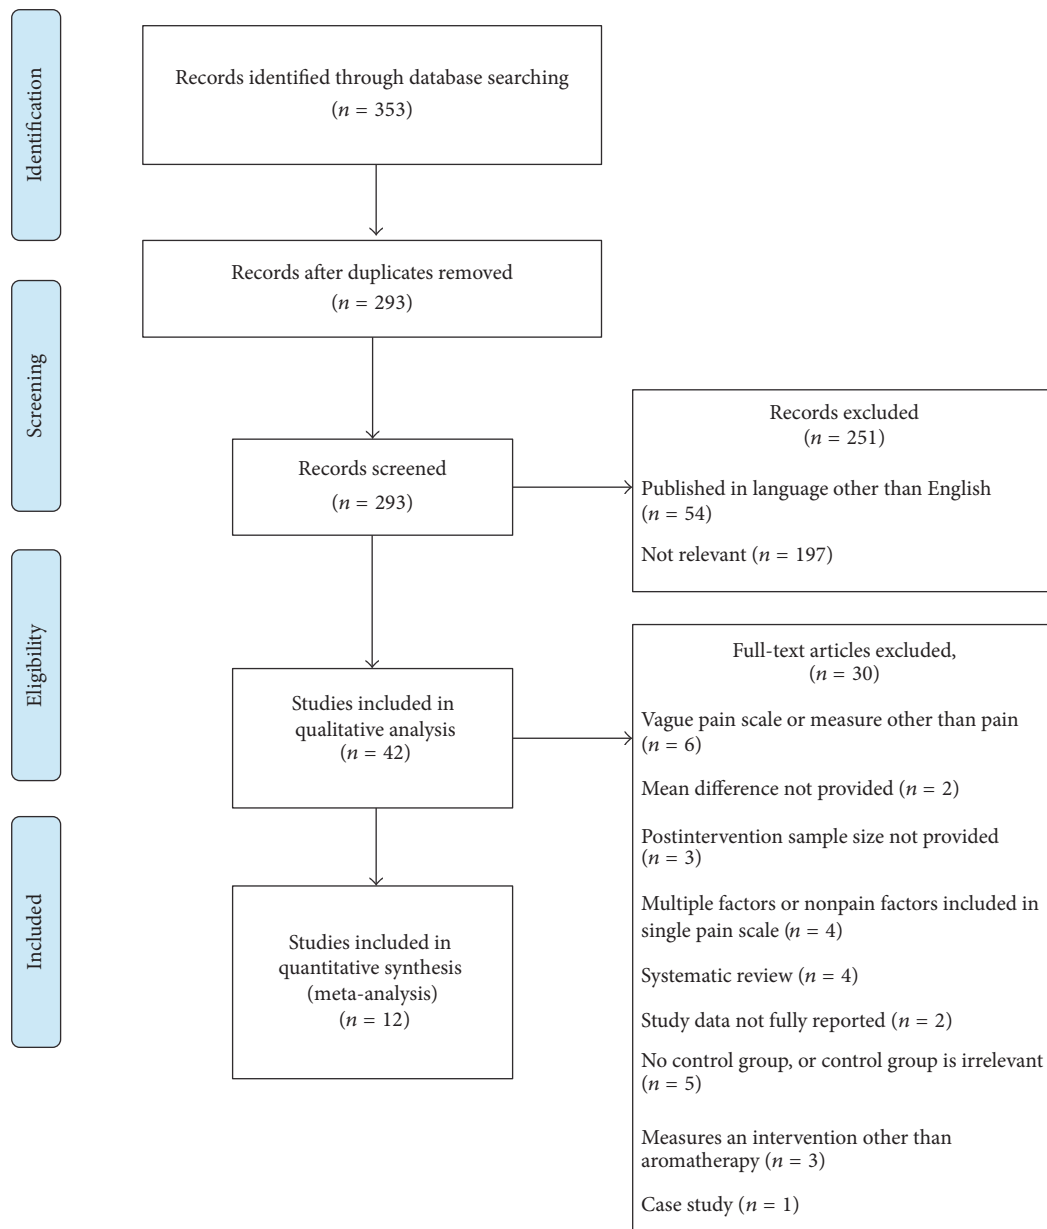 Identification
Records identified through database searching
(n = 353)
Records after duplicates removed
(n = 293)
Screening
Records screened
(n = 293)
Records excluded
(n = 251)
Published in language other than English
(n = 54)
Not relevant (n = 197)
Eligibility
Studies included in
qualitative analysis
(n = 42)
Full-text articles excluded,
(n = 30)
Vague pain scale or measure other than pain
(n = 6)
Mean difference not provided (n = 2)
Postintervention sample size not provided
(n = 3)
Multiple factors or nonpain factors included in
single pain scale (n = 4)
Systematic review (n = 4)
Study data not fully reported (n = 2)
No control group, or control group is irrelevant
(n = 5)
Measures an intervention other than
aromatherapy (n = 3)
Case study (n = 1)
Included
Studies included in
quantitative synthesis
(meta-analysis)
(n = 12)